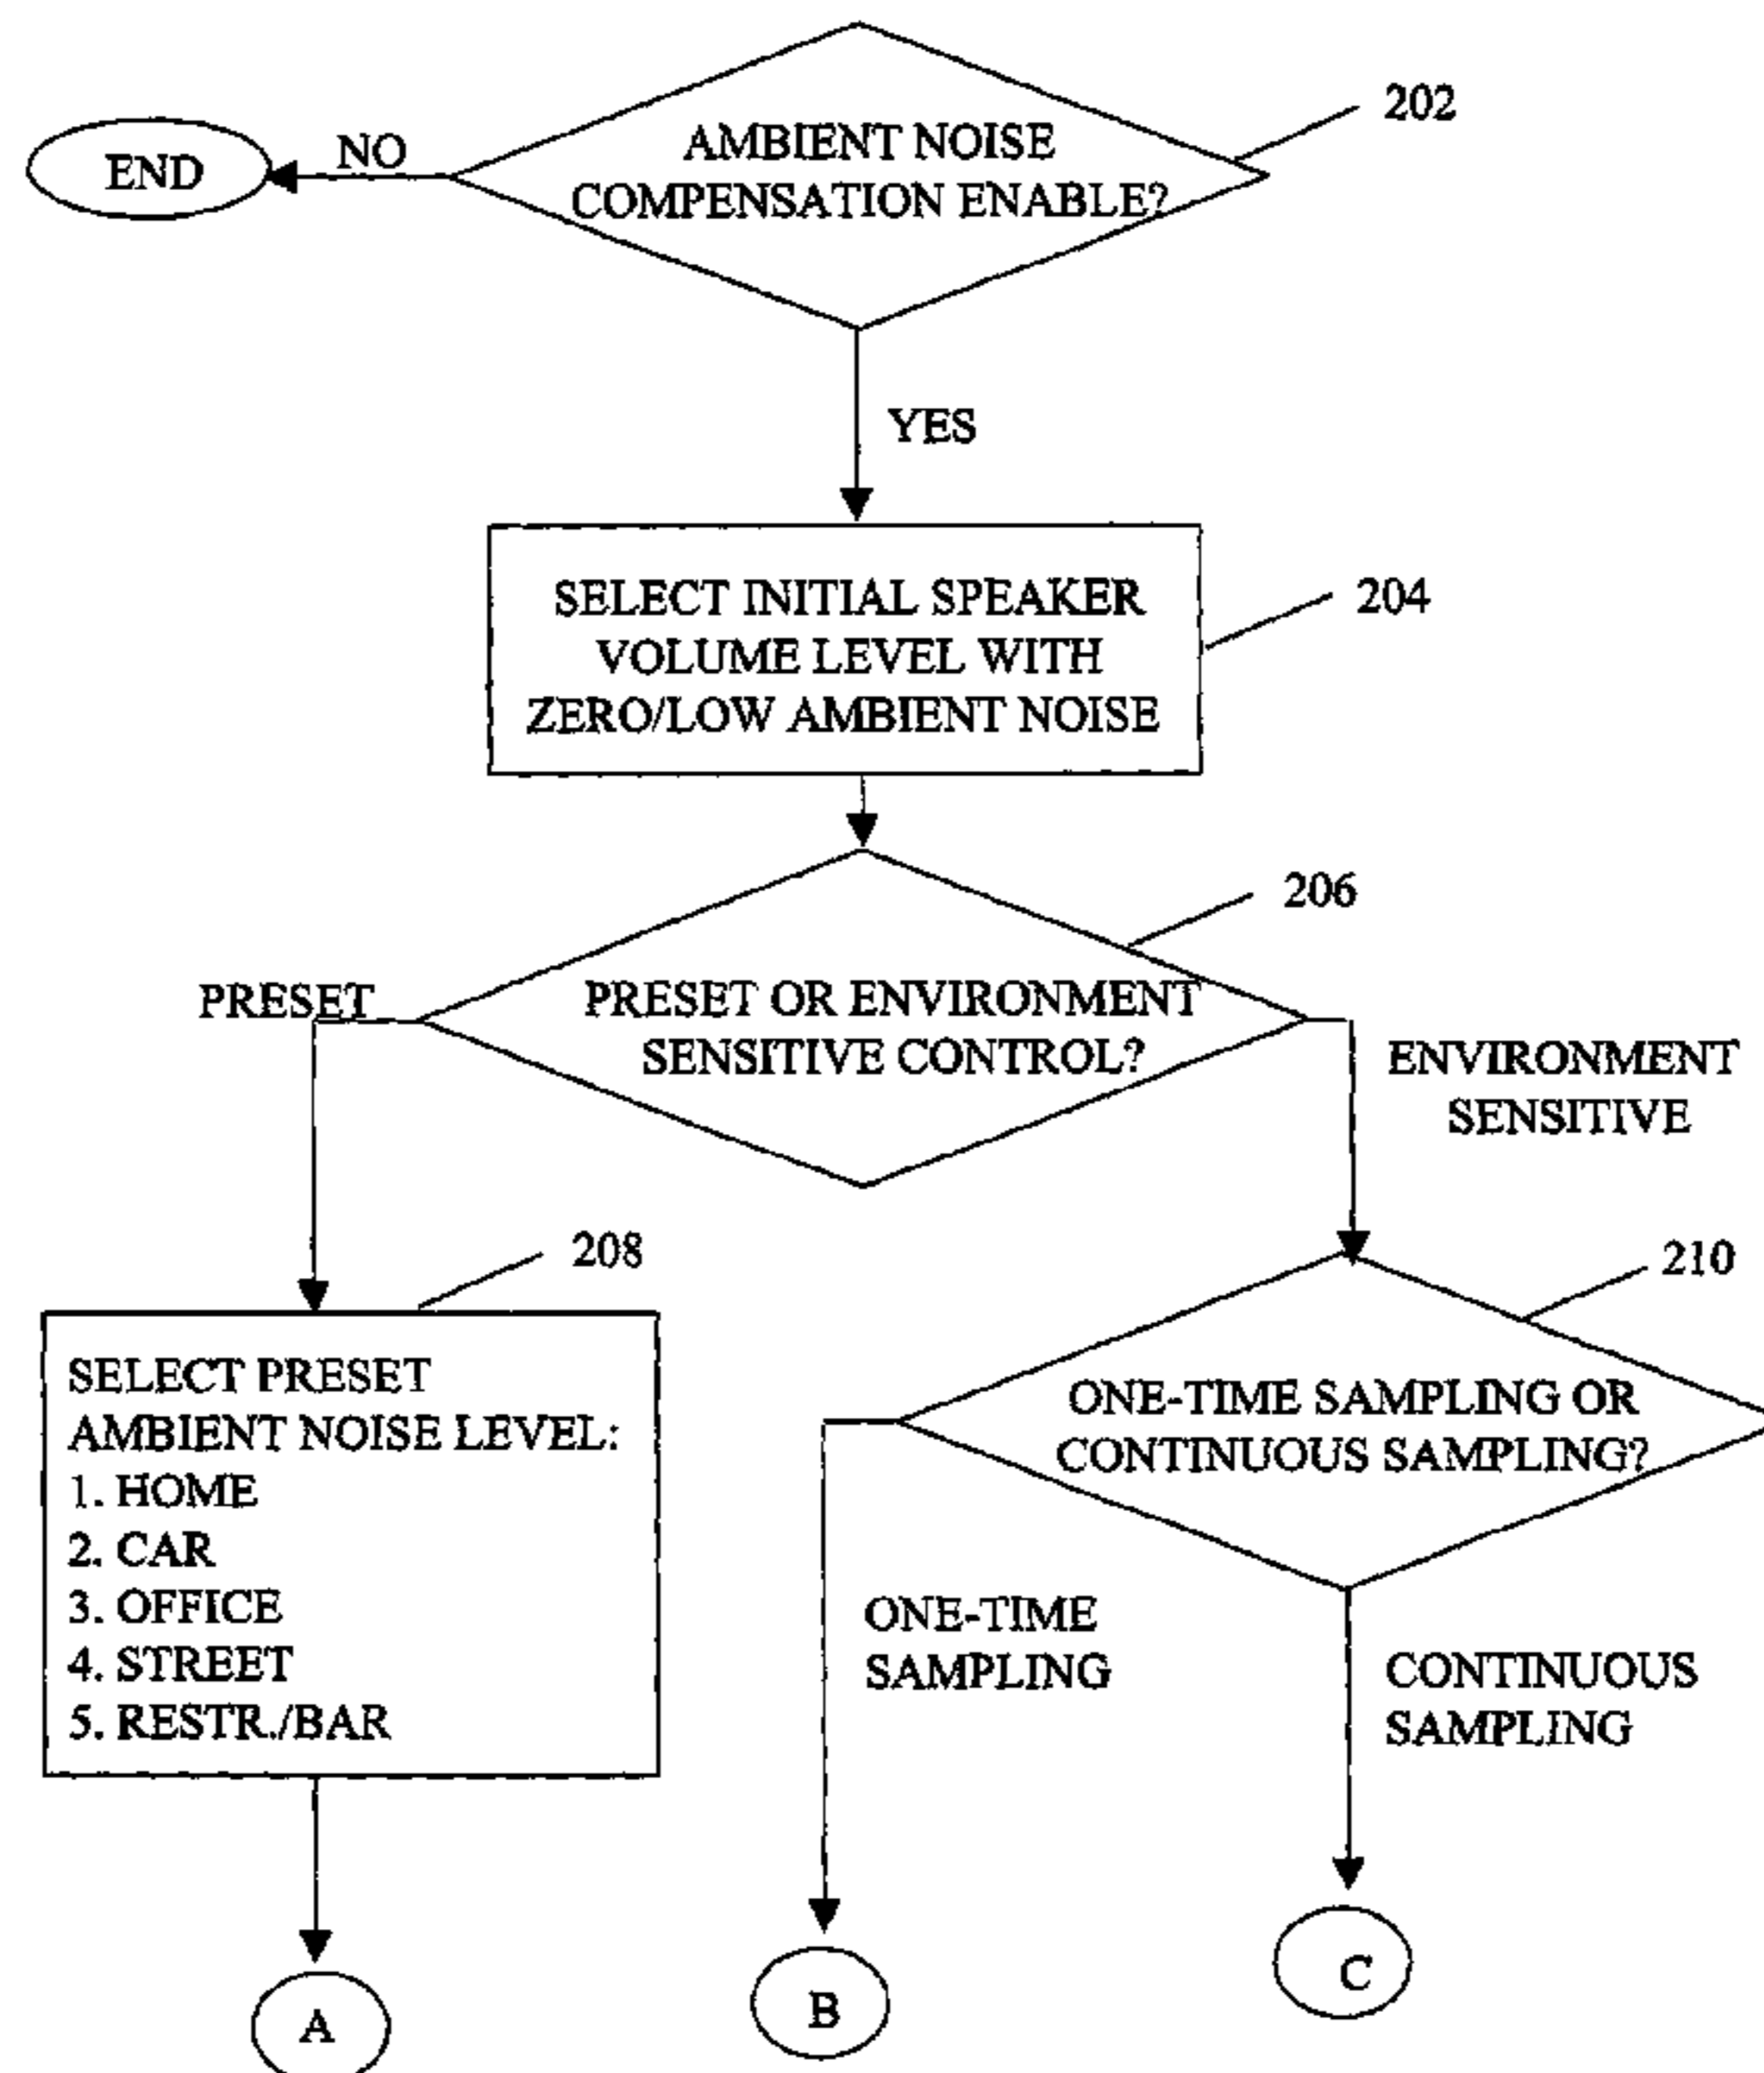 202
AMBIENT NOISE
COMPENSATION ENABLE?
NO
END
YES
SELECT INITIAL SPEAKER
VOLUME LEVEL WITH
ZERO/LOW AMBIENT NOISE
204
206
PRESET OR ENVIRONMENT
SENSITIVE CONTROL?
PRESET
ENVIRONMENT
SENSITIVE
208
SELECT PRESET
AMBIENT NOISE LEVEL:
1. HOME
2. CAR
3. OFFICE
4. STREET
5. RESTR./BAR
210
ONE-TIME SAMPLING OR
CONTINUOUS SAMPLING?
ONE-TIME
SAMPLING
CONTINUOUS
SAMPLING
A
B
C